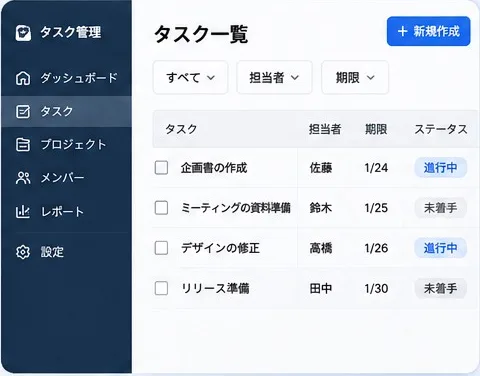 タスク管理
ダッシュボード
タスク
プロジェクト
メンバー
レポート
設定
タスク一覧
+ 新規作成
すべて
担当者
期限
タスク 担当者 期限 ステータス
企画書の作成 佐藤 1/24 進行中
ミーティングの資料準備 鈴木 1/25 未着手
デザインの修正 高橋 1/26 進行中
リリース準備 田中 1/30 未着手